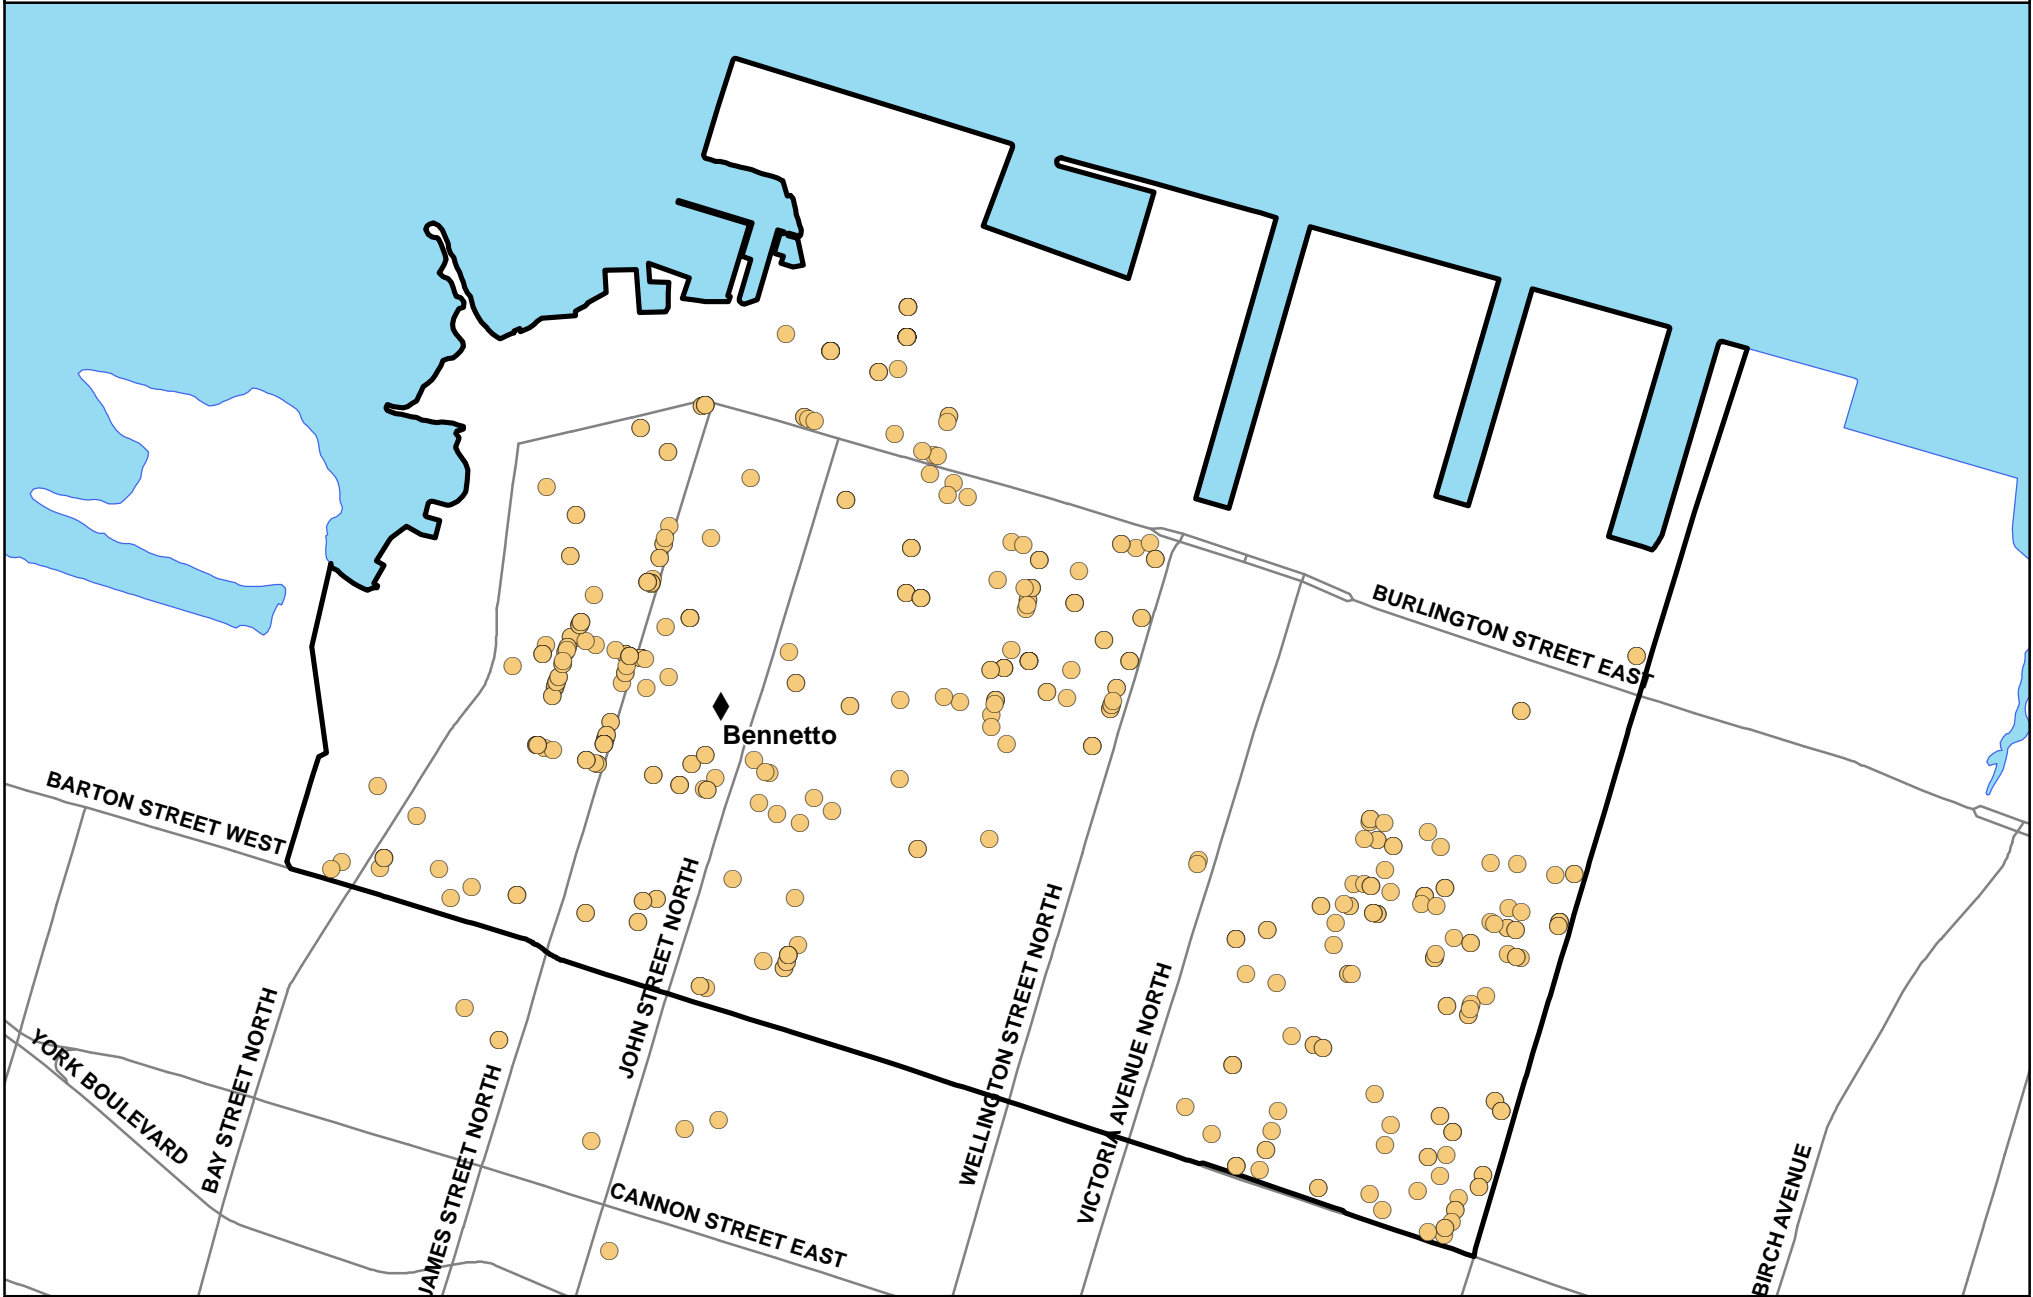 BURLINGTON STREET EAST
Bennetto
BARTON STREET WEST
JOHN STREET NORTH
WELLINGTON STREET NORTH
VICTORIA AVENUE NORTH
BAY STREET NORTH
YORK BOULEVARD
JAMES STREET NORTH
CANNON STREET EAST
BIRCH AVENUE